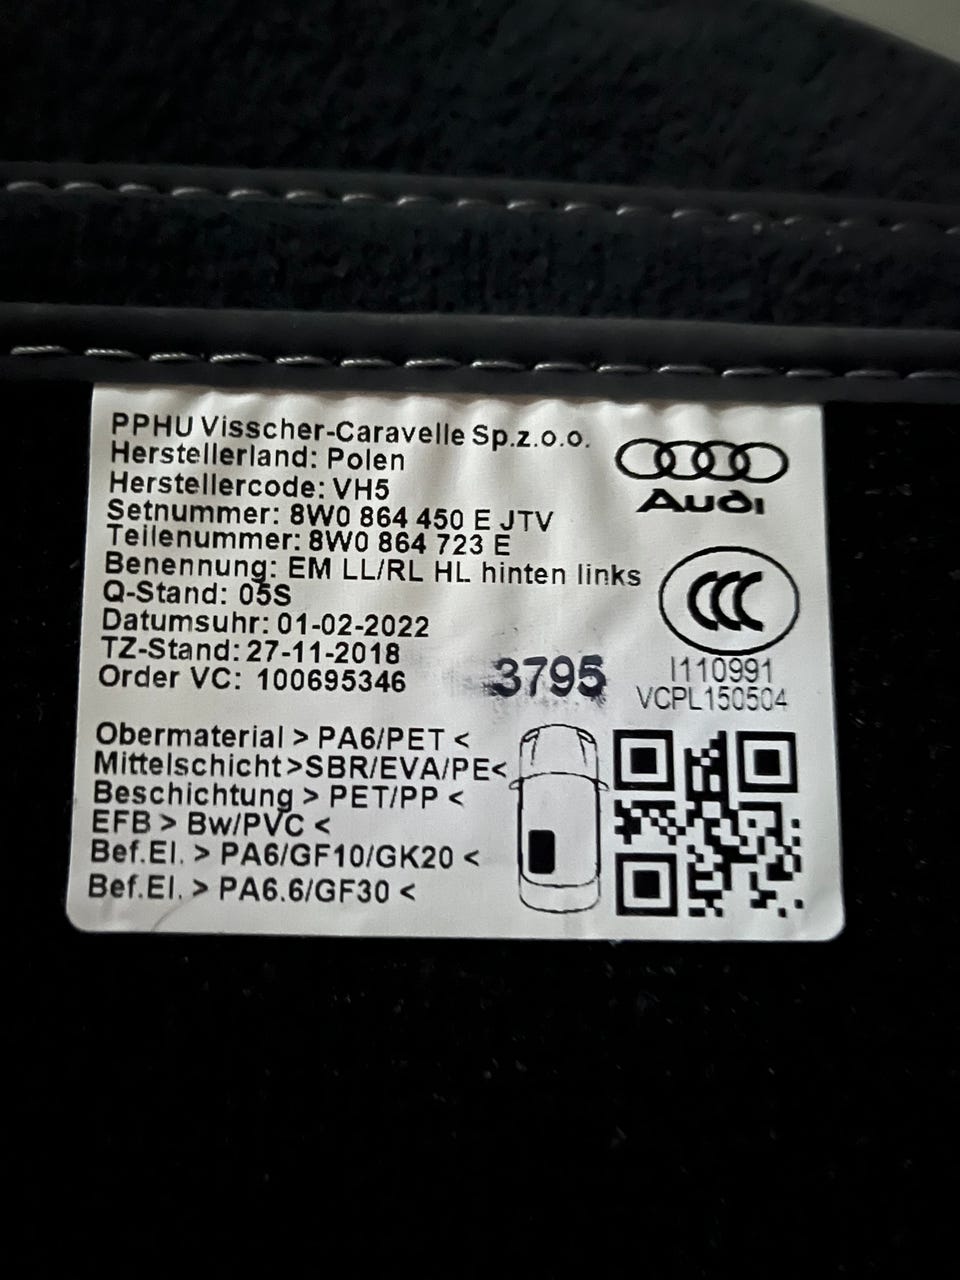 PPHU Visscher-Caravelle Sp.z.o.o.
Herstellerland: Polen
Herstellercode: VH5
Setnummer: 8W0 864 450 E JTV
Teilenummer: 8W0 864 723 E
Benennung: EM LL/RL HL hinten links
Q-Stand: 05S
Datumsuhr: 01-02-2022
TZ-Stand: 27-11-2018
Order VC: 100695346
3795
Audi
CCC
I110991
VCPL150504
Obermaterial > PA6/PET <
Mittelschicht>SBR/EVA/PE<
Beschichtung > PET/PP <
EFB > Bw/PVC <
Bef.El. > PA6/GF10/GK20 <
Bef.El. > PA6.6/GF30 <